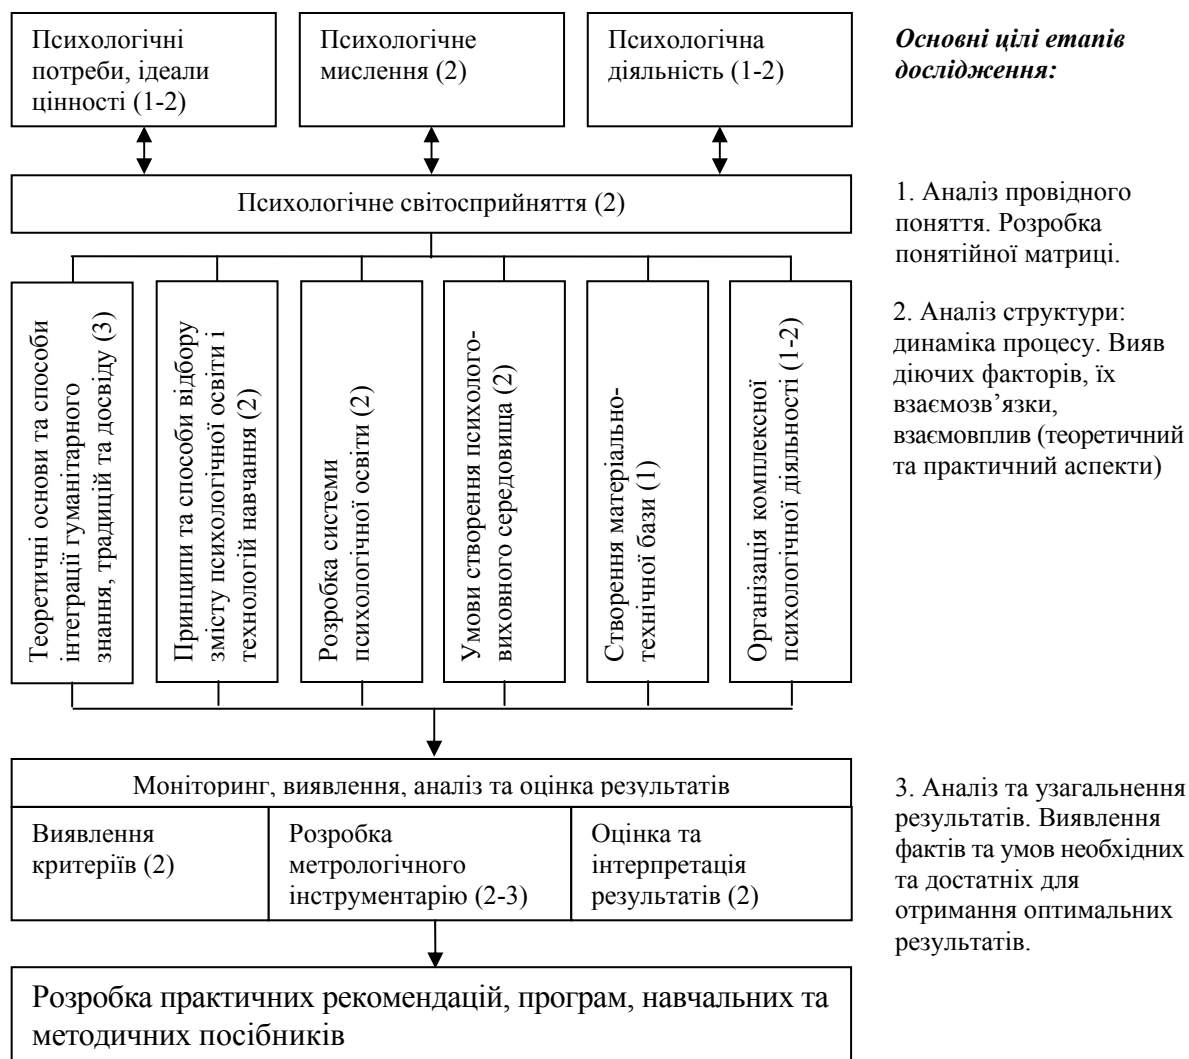 Психологічні
потреби, ідеали
цінності (1-2)
Психологічне
мислення (2)
Психологічна
діяльність (1-2)
Основні цілі етапів
дослідження:
Психологічне світосприйняття (2)
1. Аналіз провідного
поняття. Розробка
понятійної матриці.
Теоретичні основи та способи
інтеграції гуманітарного
знання, традицій та досвіду (3)
Принципи та способи відбору
змісту психологічної освіти і
технологій навчання (2)
Розробка системи
психологічної освіти (2)
Умови створення психолого-
виховного середовища (2)
Створення матеріально-
технічної бази (1)
Організація комплексної
психологічної діяльності (1-2)
2. Аналіз структури:
динаміка процесу. Вияв
діючих факторів, їх
взаємозв’язки,
взаємовплив (теоретичний
та практичний аспекти)
Моніторинг, виявлення, аналіз та оцінка результатів
Виявлення
критеріїв (2)
Розробка
метрологічного
інструментарію (2-3)
Оцінка та
інтерпретація
результатів (2)
3. Аналіз та узагальнення
результатів. Виявлення
фактів та умов необхідних
та достатніх для
отримання оптимальних
результатів.
Розробка практичних рекомендацій, програм, навчальних та
методичних посібників